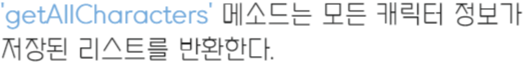 'getAllCharacters' 메소드는 모든 캐릭터 정보가
저장된 리스트를 반환한다.